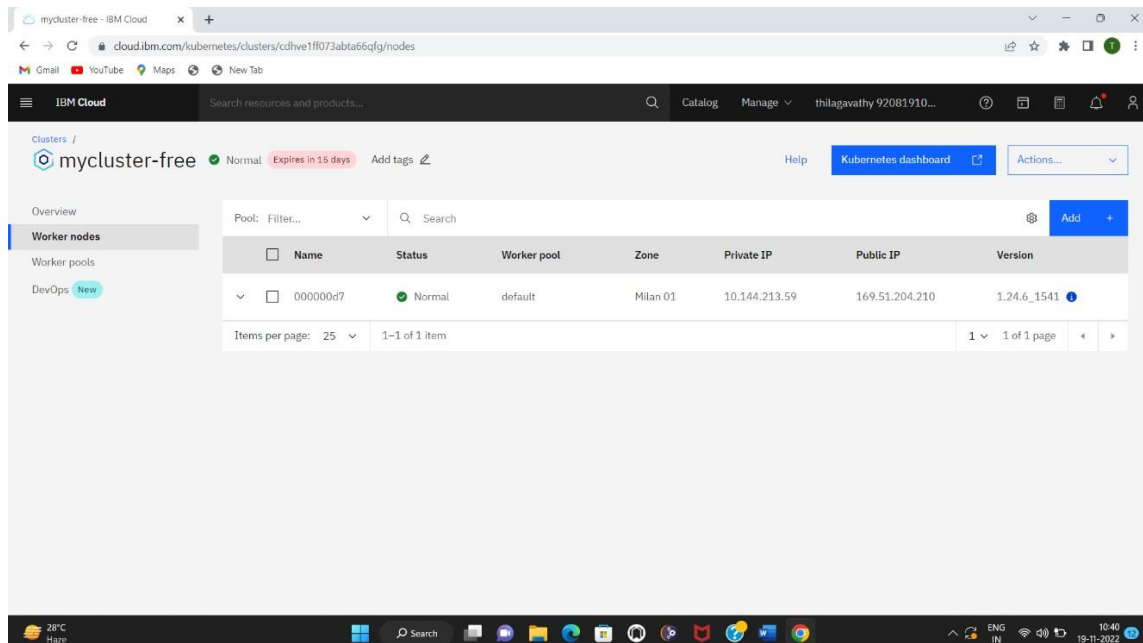 mycluster-free - IBM Cloud
cloud.ibm.com/kubernetes/clusters/cdhve1ff073abta66qfg/nodes
Gmail YouTube Maps New Tab
IBM Cloud Search resources and products... Catalog Manage thilagavathy 92081910...
Clusters /
mycluster-free Normal Expires in 15 days Add tags Help Kubernetes dashboard Actions...
Overview
Worker nodes
Worker pools
DevOps New
Pool: Filter... Search Add +
Name Status Worker pool Zone Private IP Public IP Version
000000d7 Normal default Milan 01 10.144.213.59 169.51.204.210 1.24.6_1541
Items per page: 25 1–1 of 1 item 1 1 of 1 page
28°C
Haze
Search
ENG
IN
10:40
19-11-2022